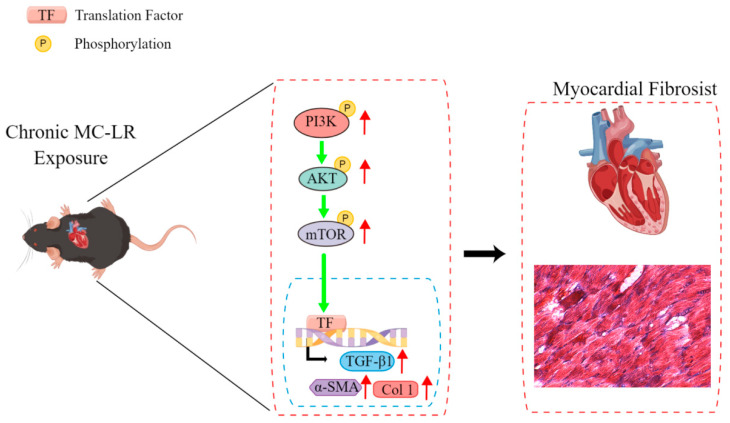 TF Translation Factor
P Phosphorylation
Chronic MC-LR
Exposure
P
PI3K
P
AKT
P
mTOR
TF
TGF-β1
α-SMA
Col 1
Myocardial Fibrosist